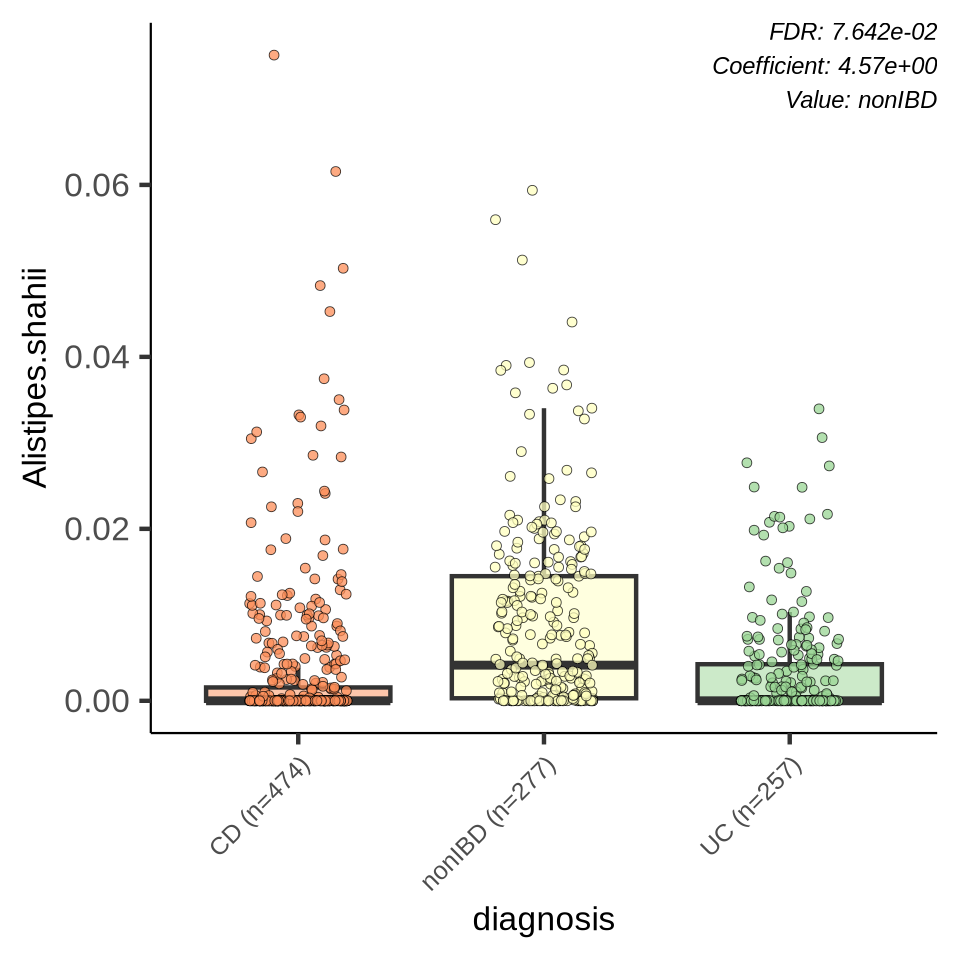 FDR: 7.642e-02
Coefficient: 4.57e+00
Value: nonIBD
Alistipes.shahii
0.06
0.04
0.02
0.00
CD (n=474)
nonIBD (n=277)
UC (n=257)
diagnosis